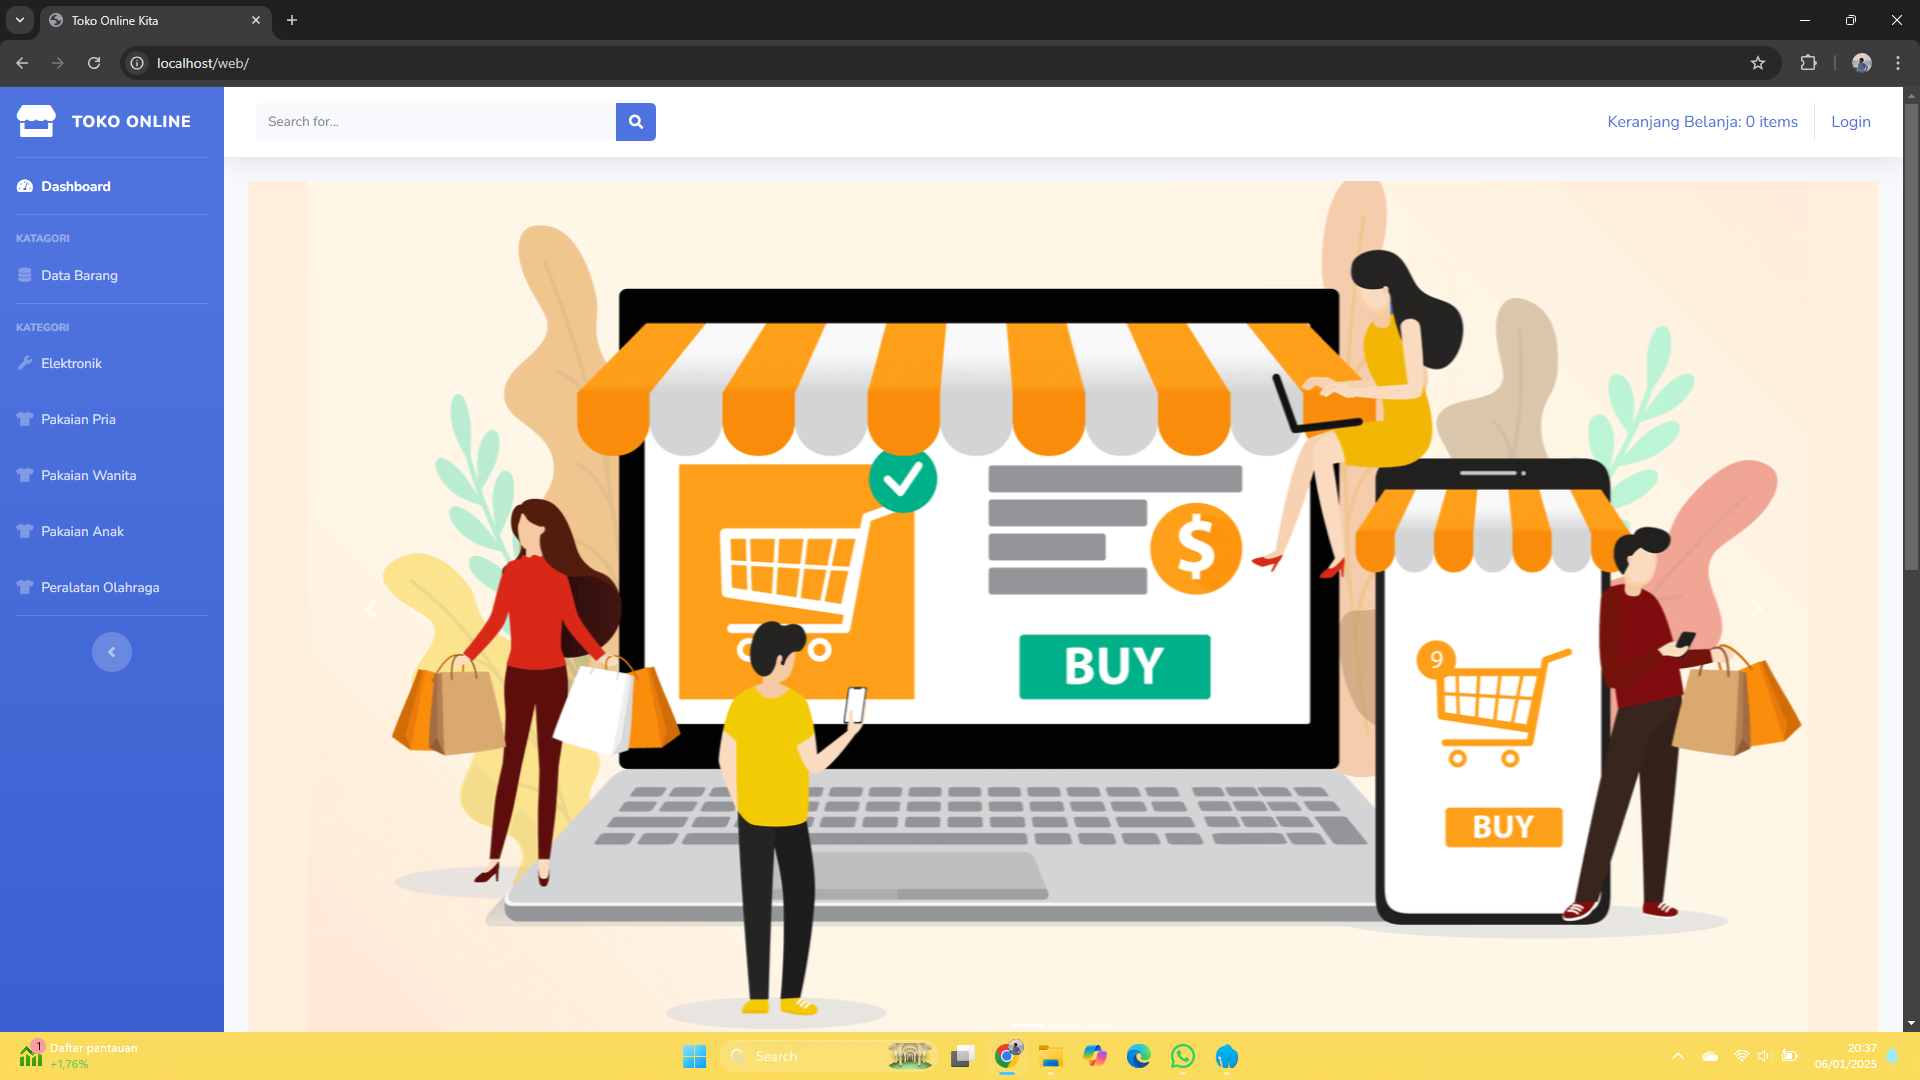 Toko Online Kita
localhost/web/
TOKO ONLINE
Search for...
Keranjang Belanja: 0 items
Login
Dashboard
KATAGORI
Data Barang
KATEGORI
Elektronik
Pakaian Pria
Pakaian Wanita
Pakaian Anak
Peralatan Olahraga
$
BUY
9
BUY
1
Daftar pantauan
+1,76%
Search
20:37
06/01/2025